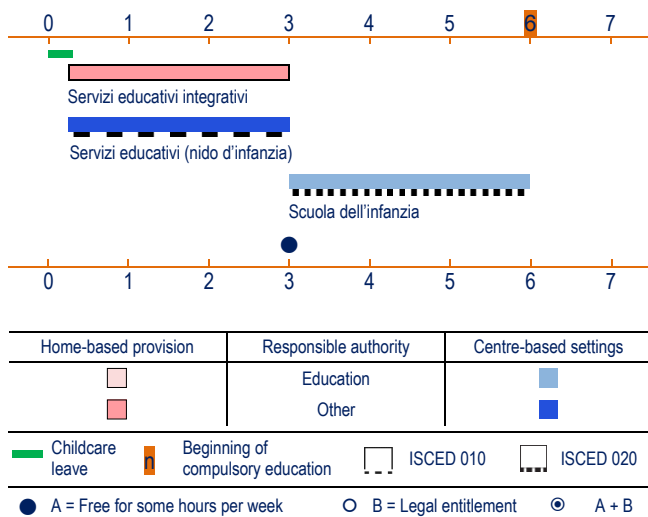 0 1 2 3 4 5 6 7
Servizi educativi integrativi
Servizi educativi (nido d'infanzia)
Scuola dell'infanzia
0 1 2 3 4 5 6 7
Home-based provision Responsible authority Centre-based settings
Education
Other
Childcare leave n Beginning of compulsory education ISCED 010 ISCED 020
A = Free for some hours per week B = Legal entitlement A + B